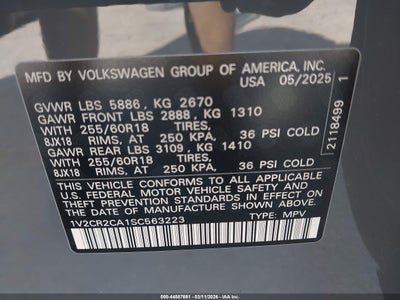 MFD. BY VOLKSWAGEN GROUP OF AMERICA, INC.
USA 05/2025
GVWR LBS 5886 , KG 2670
GAWR FRONT LBS 2888 , KG 1310
WITH 255/60R18 TIRES,
8JX18 RIMS, AT 250 KPA, 36 PSI COLD
GAWR REAR LBS 3109 , KG 1410
WITH 255/60R18 TIRES,
8JX18 RIMS, AT 250 KPA, 36 PSI COLD
THIS VEHICLE CONFORMS TO ALL APPLICABLE
U.S. FEDERAL MOTOR VEHICLE SAFETY AND
THEFT PREVENTION STANDARDS IN EFFECT
ON THE DATE OF MANUFACTURE SHOWN ABOVE.
1V2CR2CA1SC563223 TYPE: MPV
2118499 1
000-44587691 - 03/11/2026 - IAAI.COM